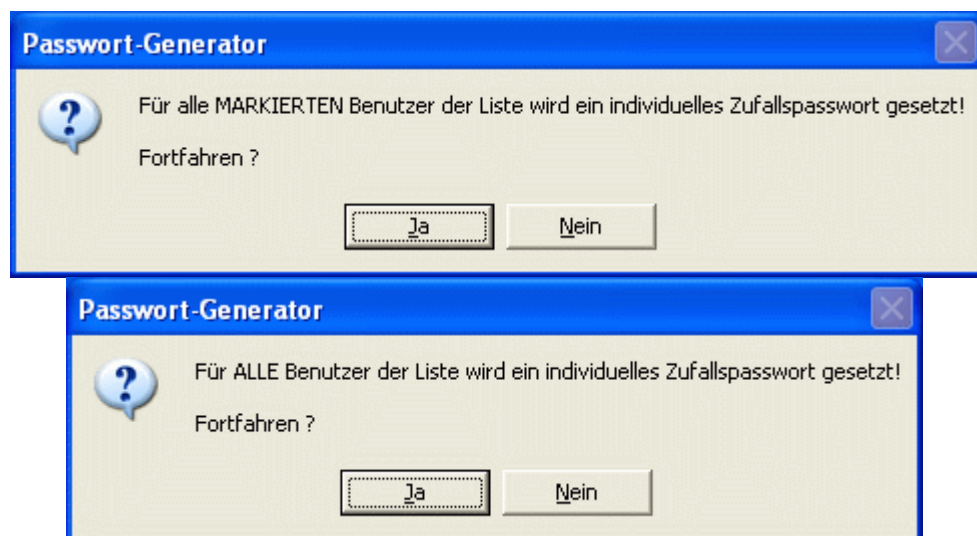 Passwort-Generator
Für alle MARKIERTEN Benutzer der Liste wird ein individuelles Zufallspasswort gesetzt!
Fortfahren ?
Ja Nein
Passwort-Generator
Für ALLE Benutzer der Liste wird ein individuelles Zufallspasswort gesetzt!
Fortfahren ?
Ja Nein